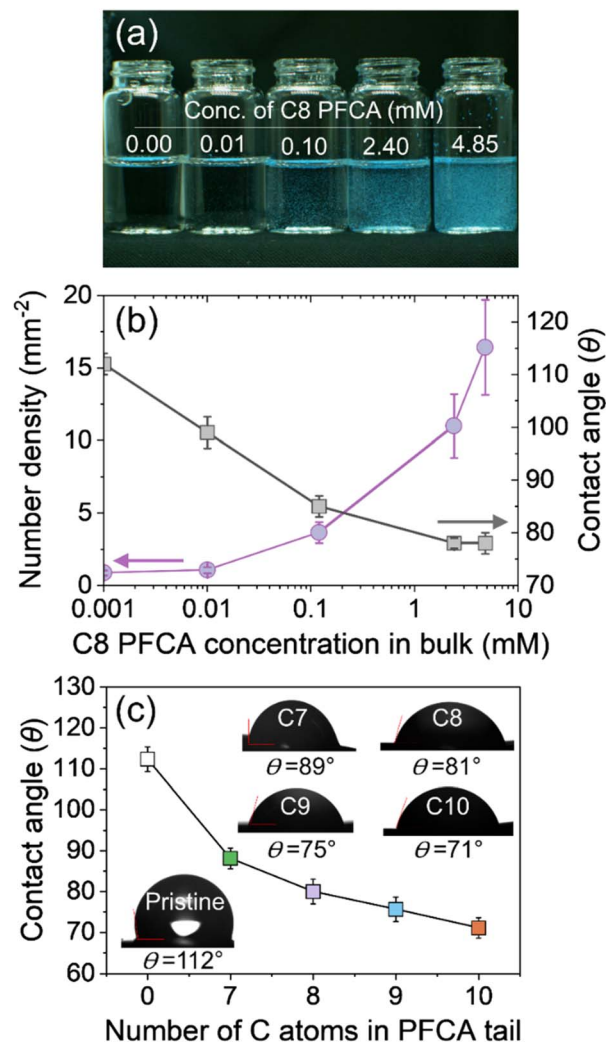 (a)
Conc. of C8 PFCA (mM)
0.00 0.01 0.10 2.40 4.85
(b)
Number density (mm⁻²)
20
15
10
5
0
Contact angle (θ)
120
110
100
90
80
70
0.001 0.01 0.1 1 10
C8 PFCA concentration in bulk (mM)
(c)
Contact angle (θ)
130
120
110
100
90
80
70
60
C7 C8
θ=89° θ=81°
C9 C10
θ=75° θ=71°
Pristine
θ=112°
0 7 8 9 10
Number of C atoms in PFCA tail